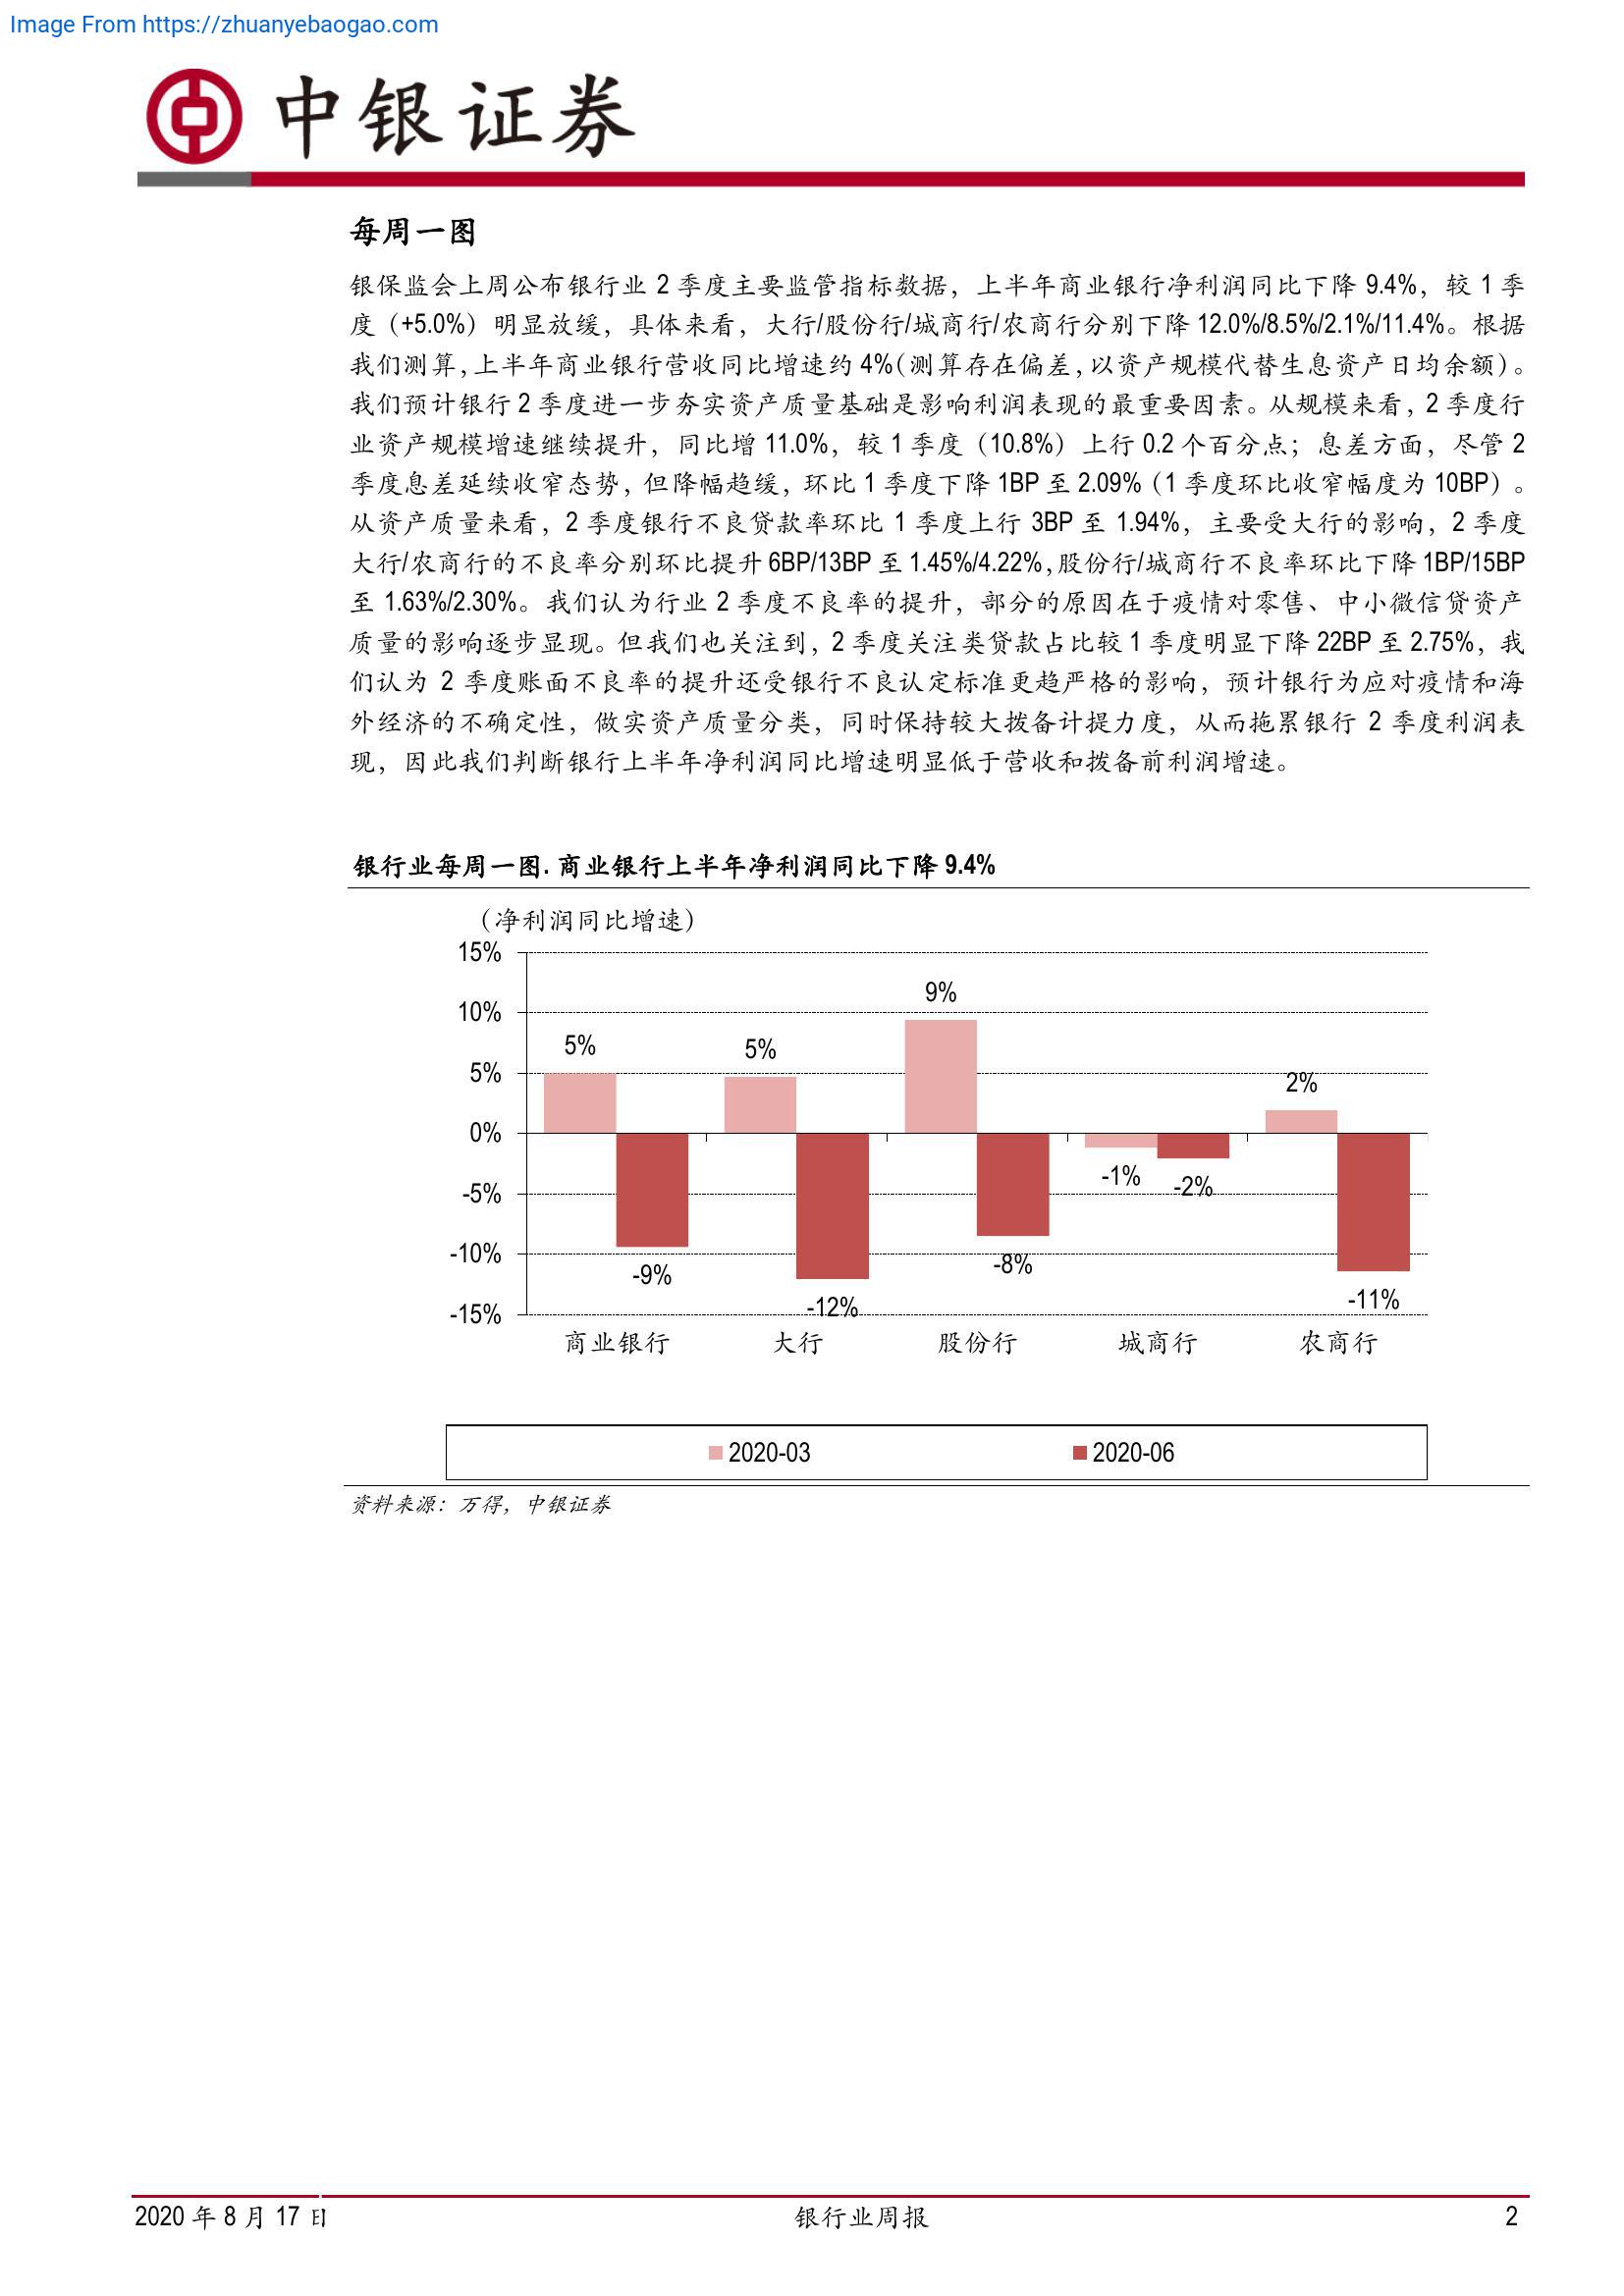 Image From https://zhuanyebaogao.com
中银证券
每周一图
银保监会上周公布银行业 2 季度主要监管指标数据，上半年商业银行净利润同比下降 9.4%，较 1 季
度（+5.0%）明显放缓，具体来看，大行/股份行/城商行/农商行分别下降 12.0%/8.5%/2.1%/11.4%。根据
我们测算，上半年商业银行营收同比增速约 4%（测算存在偏差，以资产规模代替生息资产日均余额）。
我们预计银行 2 季度进一步夯实资产质量基础是影响利润表现的最重要因素。从规模来看，2 季度行
业资产规模增速继续提升，同比增 11.0%，较 1 季度（10.8%）上行 0.2 个百分点；息差方面，尽管 2
季度息差延续收窄态势，但降幅趋缓，环比 1 季度下降 1BP 至 2.09%（1 季度环比收窄幅度为 10BP）。
从资产质量来看，2 季度银行不良贷款率环比 1 季度上行 3BP 至 1.94%，主要受大行的影响，2 季度
大行/农商行的不良率分别环比提升 6BP/13BP 至 1.45%/4.22%，股份行/城商行不良率环比下降 1BP/15BP
至 1.63%/2.30%。我们认为行业 2 季度不良率的提升，部分的原因在于疫情对零售、中小微信贷资产
质量的影响逐步显现。但我们也关注到，2 季度关注类贷款占比较 1 季度明显下降 22BP 至 2.75%，我
们认为 2 季度账面不良率的提升还受银行不良认定标准更趋严格的影响，预计银行为应对疫情和海
外经济的不确定性，做实资产质量分类，同时保持较大拨备计提力度，从而拖累银行 2 季度利润表
现，因此我们判断银行上半年净利润同比增速明显低于营收和拨备前利润增速。
银行业每周一图. 商业银行上半年净利润同比下降 9.4%
（净利润同比增速）
15%
10%
5%
0%
-5%
-10%
-15%
5%
5%
9%
-1%
2%
-9%
-12%
-8%
-2%
-11%
商业银行
大行
股份行
城商行
农商行
2020-03
2020-06
资料来源：万得，中银证券
2020 年 8 月 17 日
银行业周报
2